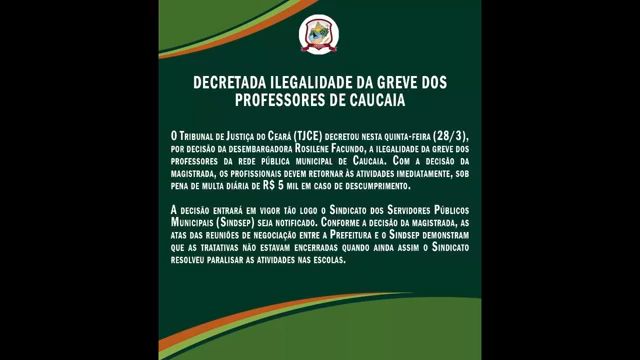 DECRETADA ILEGALIDADE DA GREVE DOS
PROFESSORES DE CAUCAIA
O TRIBUNAL DE JUSTIÇA DO CEARÁ (TJCE) DECRETOU NESTA QUINTA-FEIRA (28/3),
POR DECISÃO DA DESEMBARGADORA ROSILENE FACUNDO, A ILEGALIDADE DA GREVE DOS
PROFESSORES DA REDE PÚBLICA MUNICIPAL DE CAUCAIA. COM A DECISÃO DA
MAGISTRADA, OS PROFISSIONAIS DEVEM RETORNAR ÀS ATIVIDADES IMEDIATAMENTE, SOB
PENA DE MULTA DIÁRIA DE R$ 5 MIL EM CASO DE DESCUMPRIMENTO.
A DECISÃO ENTRARÁ EM VIGOR TÃO LOGO O SINDICATO DOS SERVIDORES PÚBLICOS
MUNICIPAIS (SINDSEP) SEJA NOTIFICADO. CONFORME A DECISÃO DA MAGISTRADA, AS
ATAS DAS REUNIÕES DE NEGOCIAÇÃO ENTRE A PREFEITURA E O SINDSEP DEMONSTRAM
QUE AS TRATATIVAS NÃO ESTAVAM ENCERRADAS QUANDO AINDA ASSIM O SINDICATO
RESOLVEU PARALISAR AS ATIVIDADES NAS ESCOLAS.